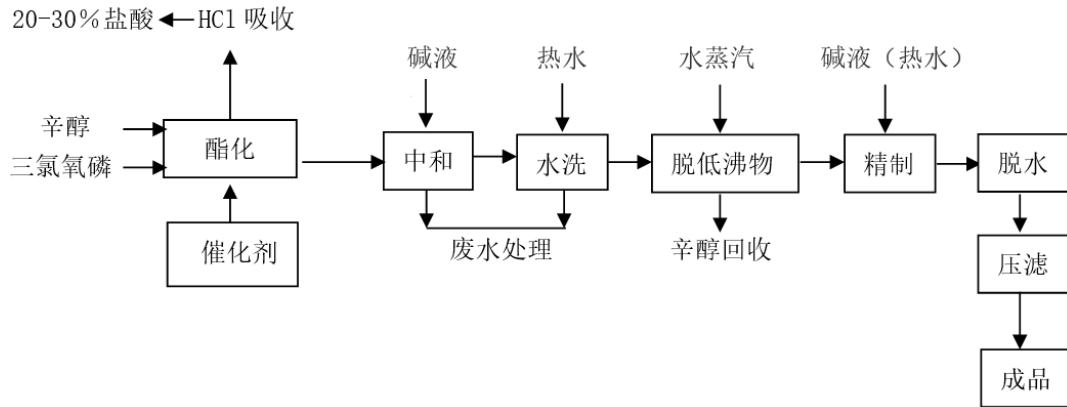 20-30%盐酸 HCl 吸收
碱液 热水 水蒸汽 碱液（热水）
辛醇
三氯氧磷
酯化 中和 水洗 脱低沸物 精制 脱水
催化剂 废水处理 辛醇回收 压滤
成品